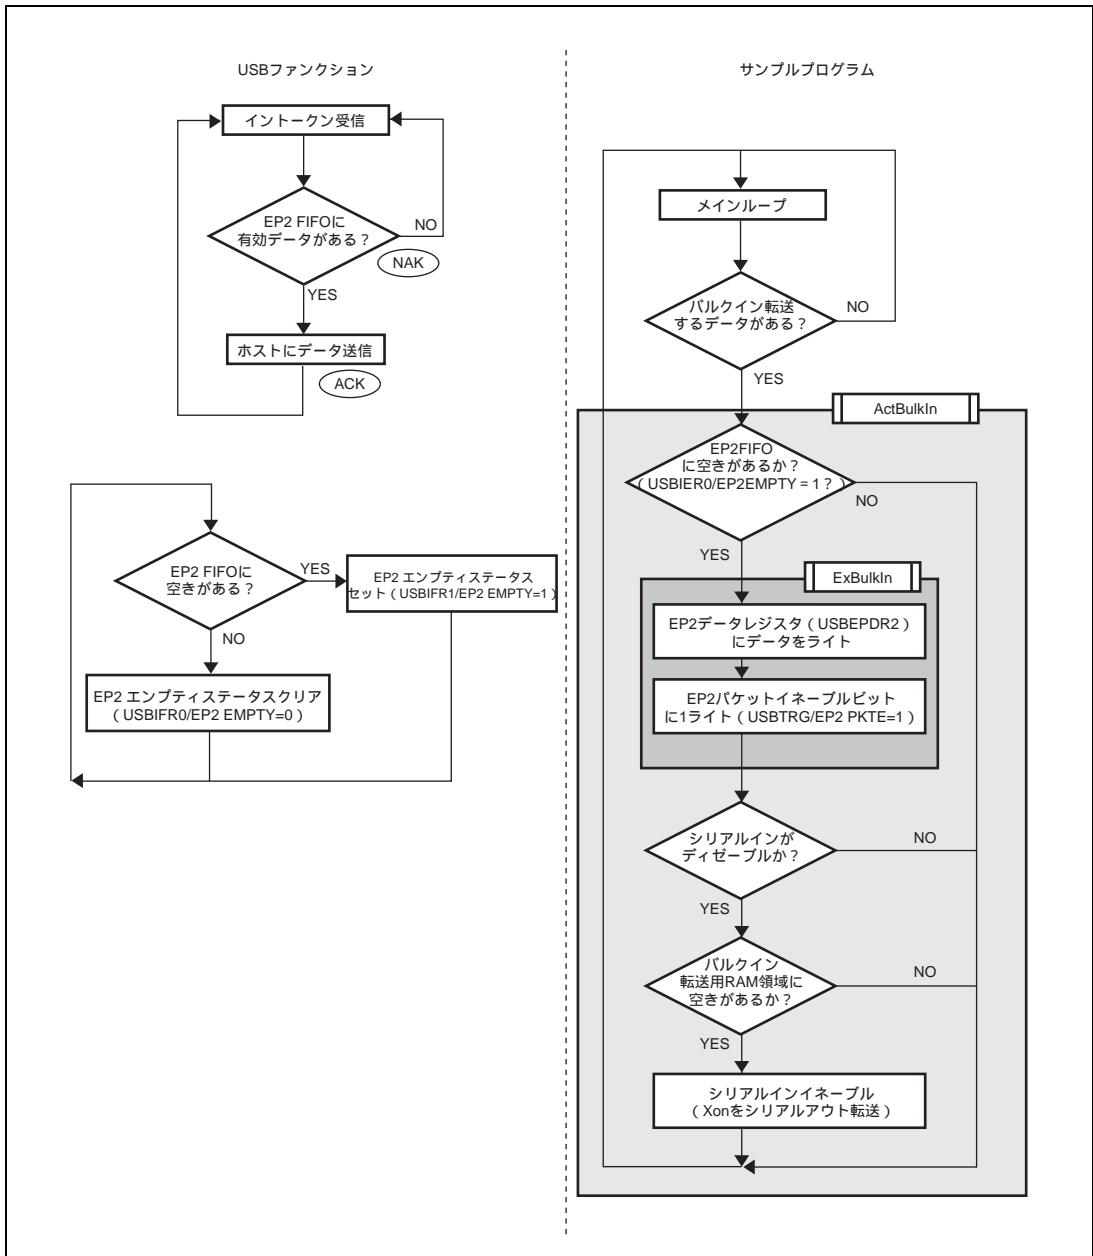 USBファンクション
イントークン受信
EP2 FIFOに
有効データがある？
NO
NAK
YES
ホストにデータ送信
ACK
EP2 FIFOに
空きがある？
YES
EP2 エンプティステータス
セット（USBIFR1/EP2 EMPTY=1）
NO
EP2 エンプティステータスクリア
（USBIFR0/EP2 EMPTY=0）
サンプルプログラム
メインループ
バルクイン転送
するデータがある？
NO
YES
ActBulkIn
EP2FIFO
に空きがあるか？
（USBIER0/EP2EMPTY = 1？）
NO
YES
ExBulkIn
EP2データレジスタ（USBEPDR2）
にデータをライト
EP2パケットイネーブルビット
に1ライト（USBTRG/EP2 PKTE=1）
シリアルインが
ディゼーブルか？
NO
YES
バルクイン
転送用RAM領域に
空きがあるか？
NO
YES
シリアルインイネーブル
（Xonをシリアルアウト転送）